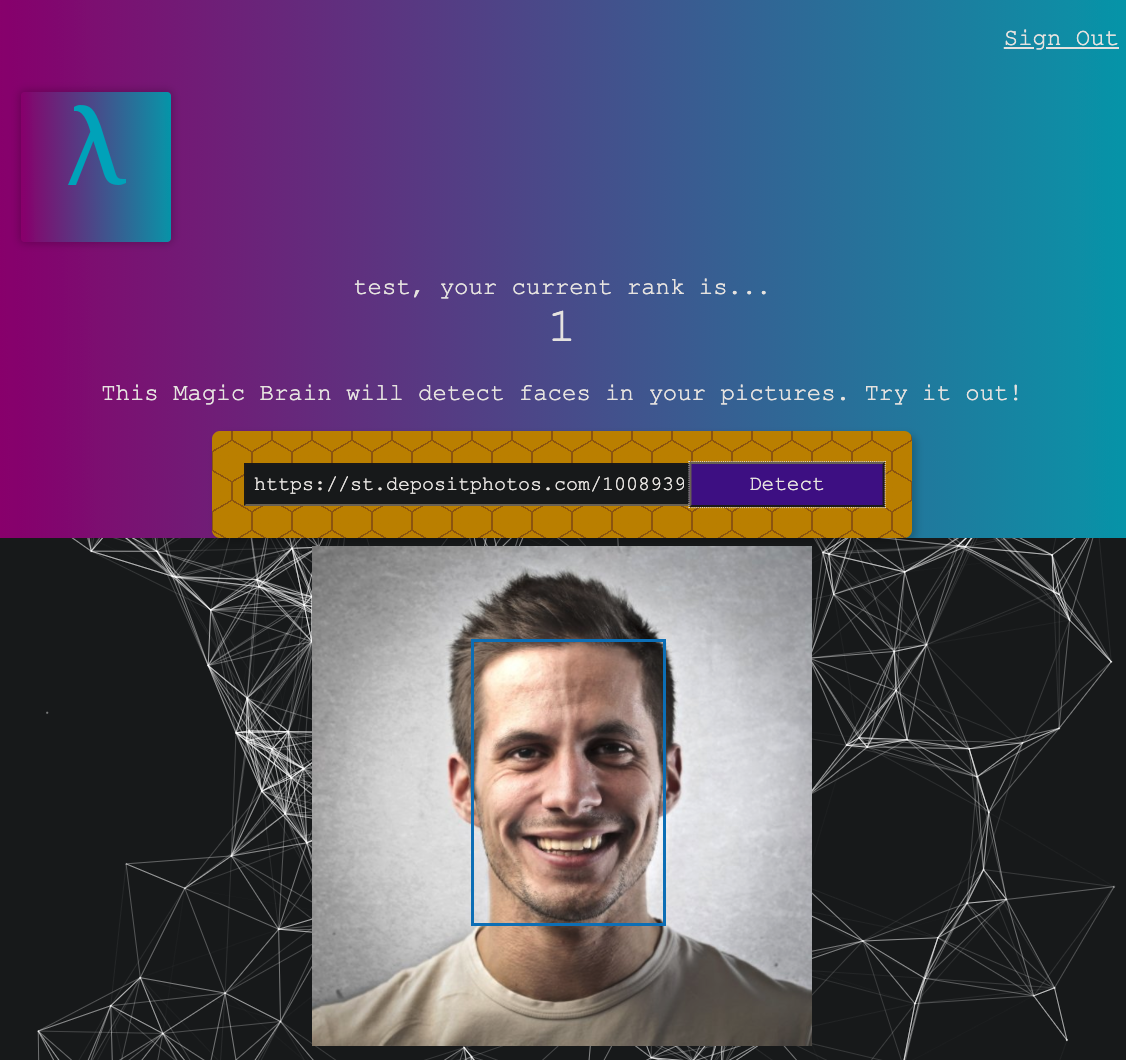 Sign Out
λ
test, your current rank is...
1
This Magic Brain will detect faces in your pictures. Try it out!
https://st.depositphotos.com/1008939
Detect